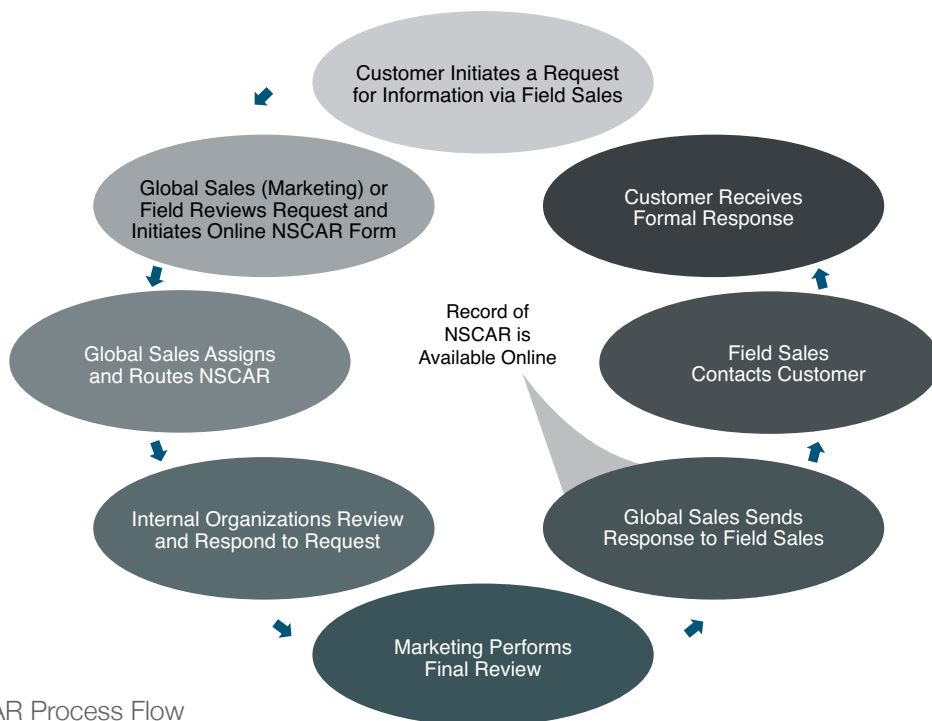 Customer Initiates a Request
for Information via Field Sales
Global Sales (Marketing) or
Field Reviews Request and
Initiates Online NSCAR Form
Global Sales Assigns
and Routes NSCAR
Internal Organizations Review
and Respond to Request
Marketing Performs
Final Review
Global Sales Sends
Response to Field Sales
Record of
NSCAR is
Available Online
Field Sales
Contacts Customer
Customer Receives
Formal Response
AR Process Flow